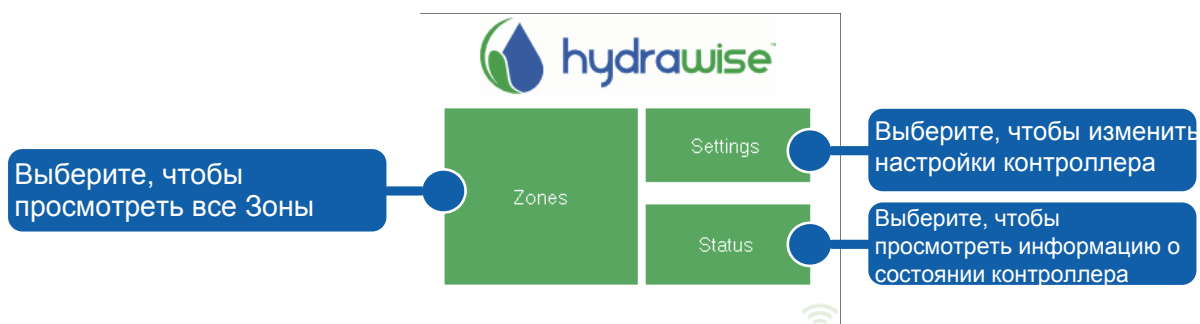 hydrawise™
Выберите, чтобы
просмотреть все Зоны
Zones
Settings
Status
Выберите, чтобы изменить
настройки контроллера
Выберите, чтобы
просмотреть информацию о
состоянии контроллера